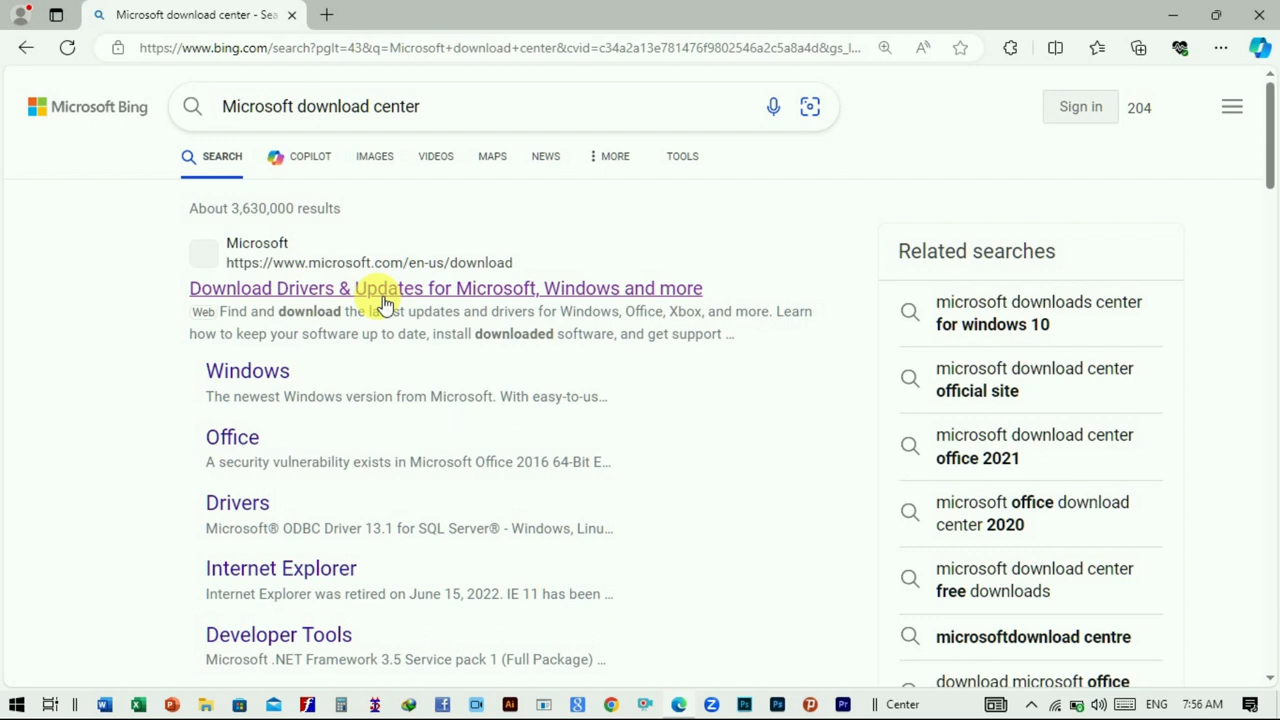 Microsoft download center - Sea
https://www.bing.com/search?pglt=43&q=Microsoft+download+center&cvid=c34a2a13e781476f9802546a2c5a8a4d&gs_l...
Microsoft Bing
Microsoft download center
Sign in
204
SEARCH
COPILOT
IMAGES
VIDEOS
MAPS
NEWS
MORE
TOOLS
About 3,630,000 results
Microsoft
https://www.microsoft.com/en-us/download
Download Drivers & Updates for Microsoft, Windows and more
Web Find and download the latest updates and drivers for Windows, Office, Xbox, and more. Learn
how to keep your software up to date, install downloaded software, and get support ...
Windows
The newest Windows version from Microsoft. With easy-to-us...
Office
A security vulnerability exists in Microsoft Office 2016 64-Bit E...
Drivers
Microsoft® ODBC Driver 13.1 for SQL Server® - Windows, Linu...
Internet Explorer
Internet Explorer was retired on June 15, 2022. IE 11 has been ...
Developer Tools
Microsoft .NET Framework 3.5 Service pack 1 (Full Package) ...
Related searches
microsoft downloads center
for windows 10
microsoft download center
official site
microsoft download center
office 2021
microsoft office download
center 2020
microsoft download center
free downloads
microsoftdownload centre
download microsoft office
Center
ENG
7:56 AM